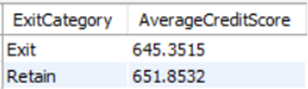 ExitCategory AverageCreditScore
Exit 645.3515
Retain 651.8532